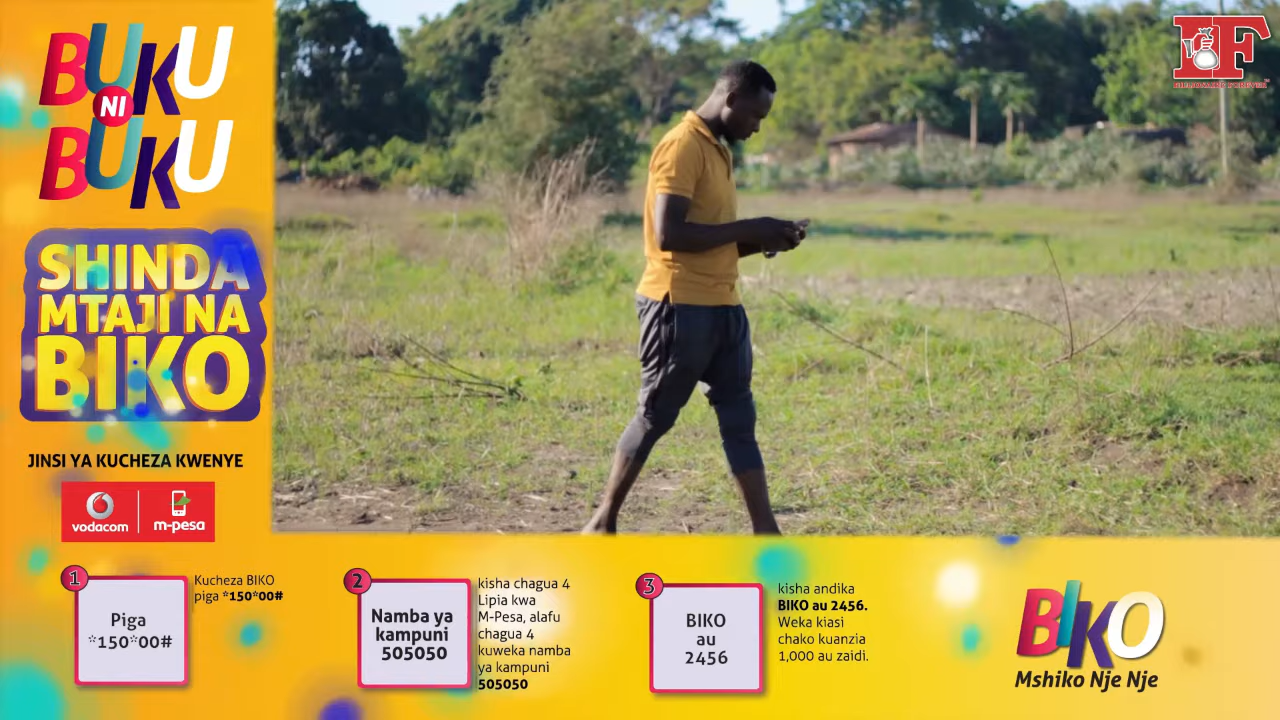 BUKU
NI
BUKU
SHINDA
MTAJI NA
BIKO
JINSI YA KUCHEZA KWENYE
vodacom
m-pesa
1
Piga
*150*00#
Kucheza BIKO
piga *150*00#
2
Namba ya
kampuni
505050
kisha chagua 4
Lipia kwa
M-Pesa, alafu
chagua 4
kuweka namba
ya kampuni
505050
3
BIKO
au
2456
kisha andika
BIKO au 2456.
Weka kiasi
chako kuanzia
1,000 au zaidi.
BIKO
Mshiko Nje Nje